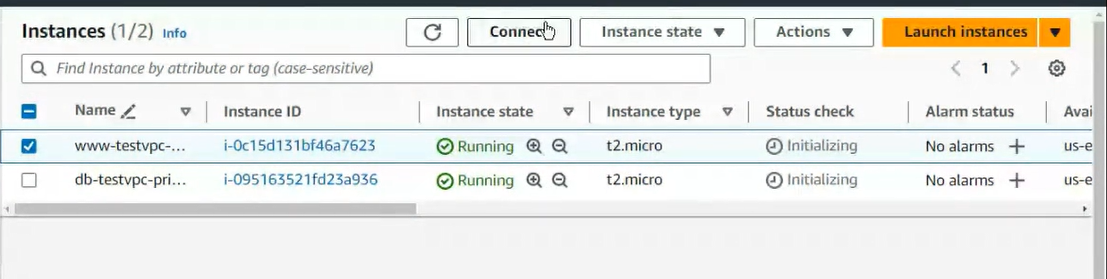 Instances (1/2) Info Connect Instance state Actions Launch instances
Find Instance by attribute or tag (case-sensitive) 1
Name Instance ID Instance state Instance type Status check Alarm status Avai
www-testvpc-... i-0c15d131bf46a7623 Running t2.micro Initializing No alarms us-e
db-testvpc-pri... i-095163521fd23a936 Running t2.micro Initializing No alarms us-e